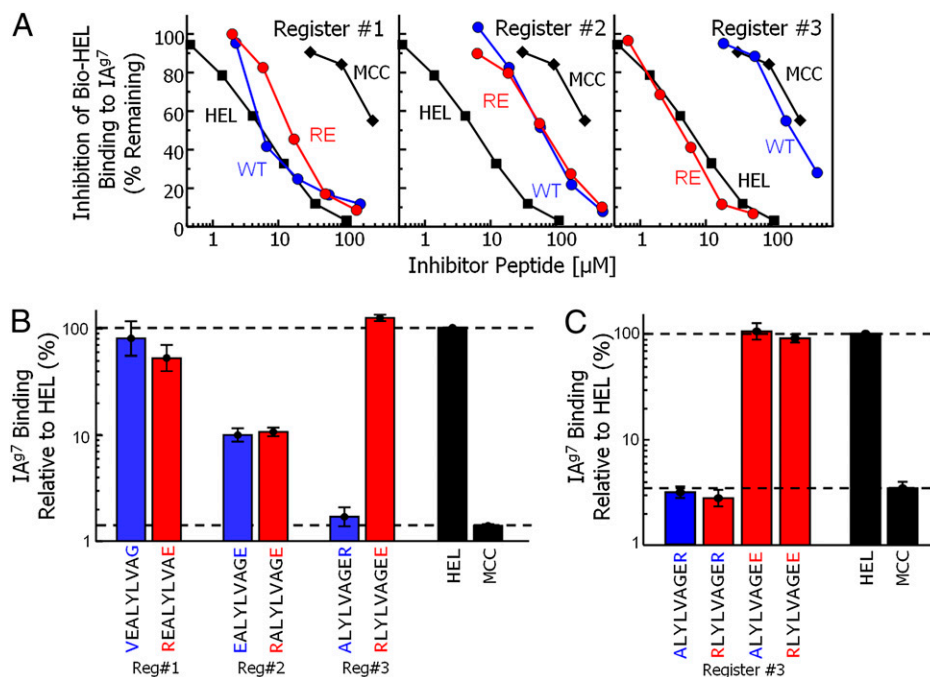 A
Inhibition of Bio-HEL
Binding to IAg7
(% Remaining)
100
80
60
40
20
0
Register #1
HEL
WT
RE
MCC
1
10
100
Register #2
HEL
RE
WT
MCC
1
10
100
Register #3
MCC
WT
RE
HEL
1
10
100
Inhibitor Peptide [µM]
B
IAg7 Binding
Relative to HEL (%)
100
10
1
VEALYLVAG
REALYLVAE
EALYLVAGE
RALYLVAGE
ALYLVAGER
RLYLVAGEE
HEL
MCC
Reg#1
Reg#2
Reg#3
C
IAg7 Binding
Relative to HEL (%)
100
10
1
ALYLVAGER
RLYLVAGER
ALYLVAGEE
RLYLVAGEE
HEL
MCC
Register #3